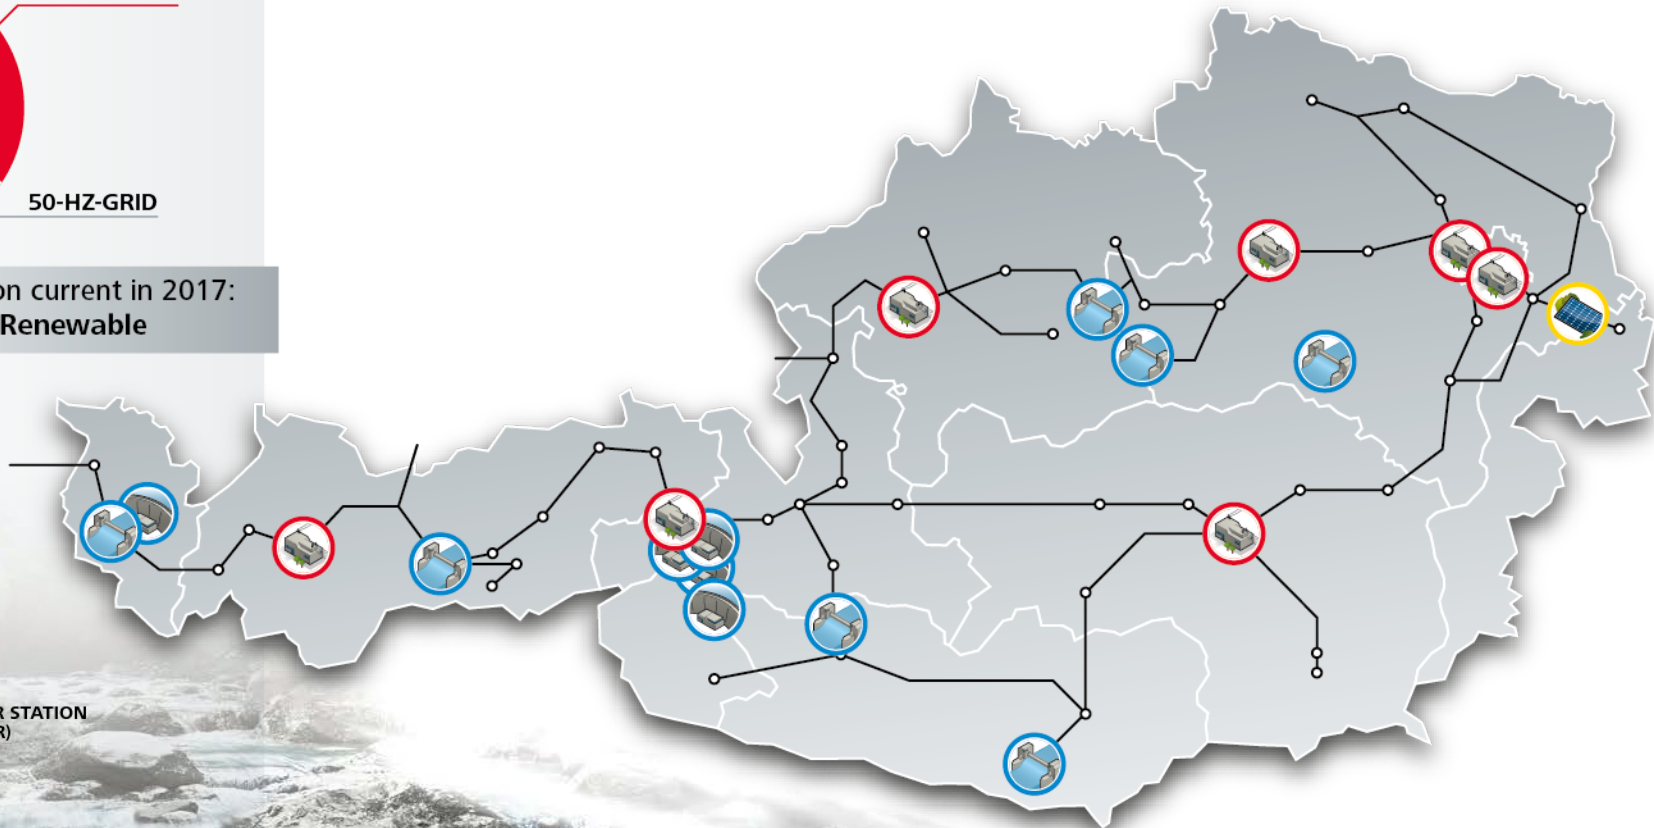 50-HZ-GRID
on current in 2017:
Renewable
R STATION
R)